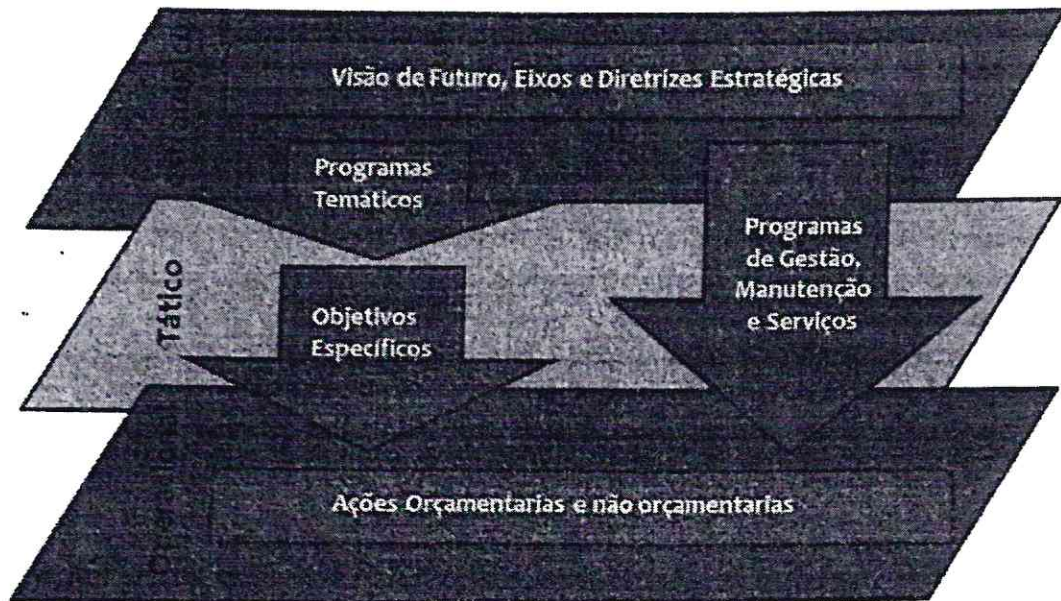 Visão de Futuro, Eixos e Diretrizes Estratégicas
Programas
Temáticos
Programas
de Gestão,
Manutenção
e Serviços
Tático
Objetivos
Específicos
Ações Orçamentarias e não orçamentarias